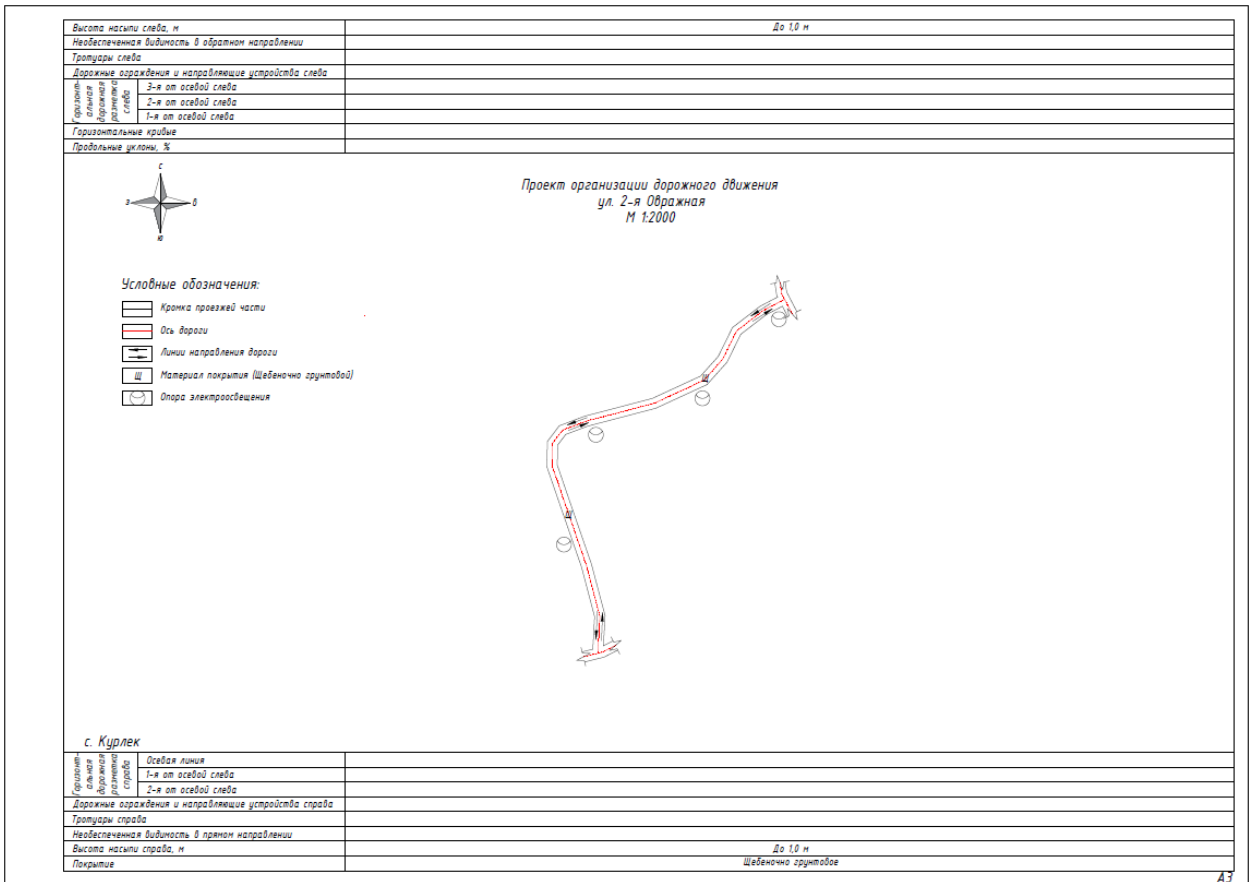 Высота насыпи слева, м
До 1,0 м
Необеспеченная видимость в обратном направлении
Тротуары слева
Дорожные ограждения и направляющие устройства слева
Горизонт-
альная
дорожная
разметка
слева
3-я от осевой слева
2-я от осевой слева
1-я от осевой слева
Горизонтальные кривые
Продольные уклоны, %
с
з
в
ю
Проект организации дорожного движения
ул. 2-я Овражная
М 1:2000
Условные обозначения:
Кромка проезжей части
Ось дороги
Линии направления дороги
Щ
Материал покрытия (Щебеночно грунтовой)
Опора электроосвещения
Щ
Щ
с. Курлек
Горизонт-
альная
дорожная
разметка
справа
Осевая линия
1-я от осевой слева
2-я от осевой слева
Дорожные ограждения и направляющие устройства справа
Тротуары справа
Необеспеченная видимость в прямом направлении
Высота насыпи справа, м
До 1,0 м
Покрытие
Щебеночно грунтовое
А3